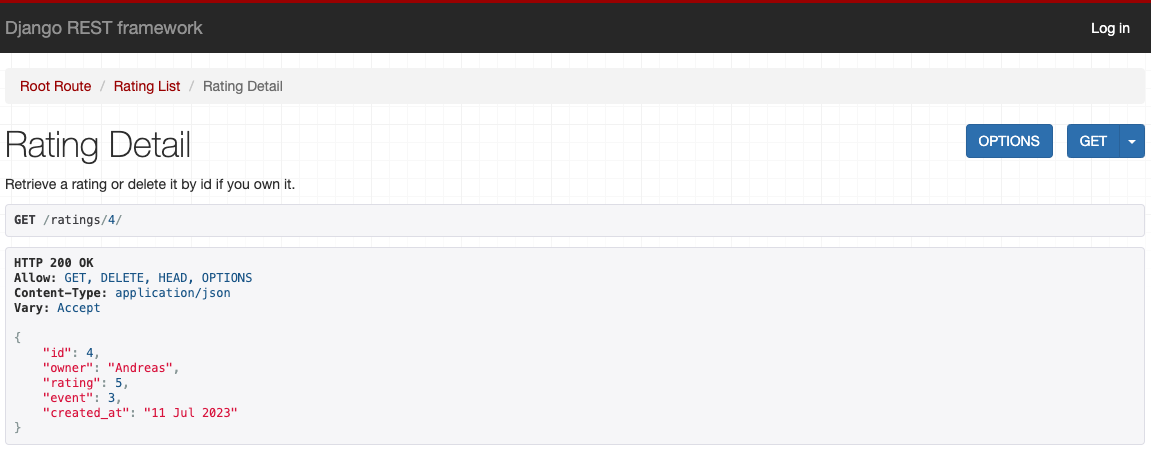 Django REST framework
Log in
Root Route / Rating List / Rating Detail
Rating Detail
OPTIONS
GET
Retrieve a rating or delete it by id if you own it.
GET /ratings/4/
HTTP 200 OK
Allow: GET, DELETE, HEAD, OPTIONS
Content-Type: application/json
Vary: Accept
{
    "id": 4,
    "owner": "Andreas",
    "rating": 5,
    "event": 3,
    "created_at": "11 Jul 2023"
}